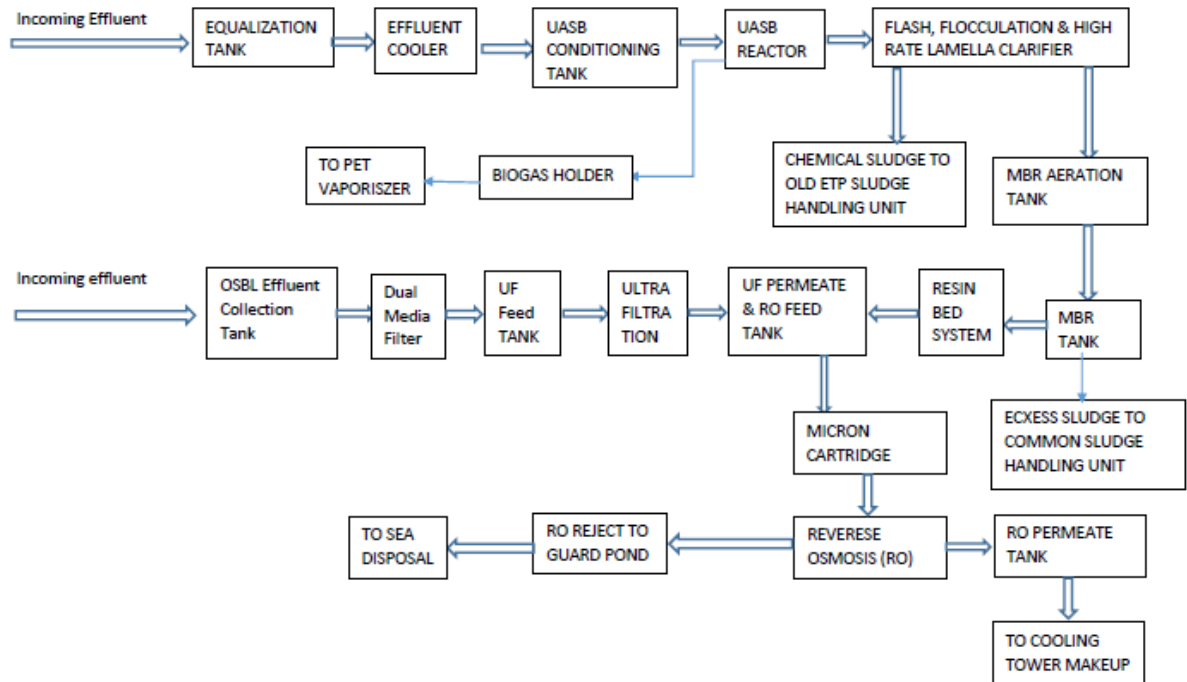 Incoming Effluent
EQUALIZATION
TANK
EFFLUENT
COOLER
UASB
CONDITIONING
TANK
UASB
REACTOR
FLASH, FLOCCULATION & HIGH
RATE LAMELLA CLARIFIER
TO PET
VAPORISZER
BIOGAS HOLDER
CHEMICAL SLUDGE TO
OLD ETP SLUDGE
HANDLING UNIT
MBR AERATION
TANK
Incoming effluent
OSBL Effluent
Collection
Tank
Dual
Media
Filter
UF
Feed
TANK
ULTRA
FILTRA
TION
UF PERMEATE
& RO FEED
TANK
RESIN
BED
SYSTEM
MBR
TANK
MICRON
CARTRIDGE
ECXESS SLUDGE TO
COMMON SLUDGE
HANDLING UNIT
TO SEA
DISPOSAL
RO REJECT TO
GUARD POND
REVERESE
OSMOSIS (RO)
RO PERMEATE
TANK
TO COOLING
TOWER MAKEUP